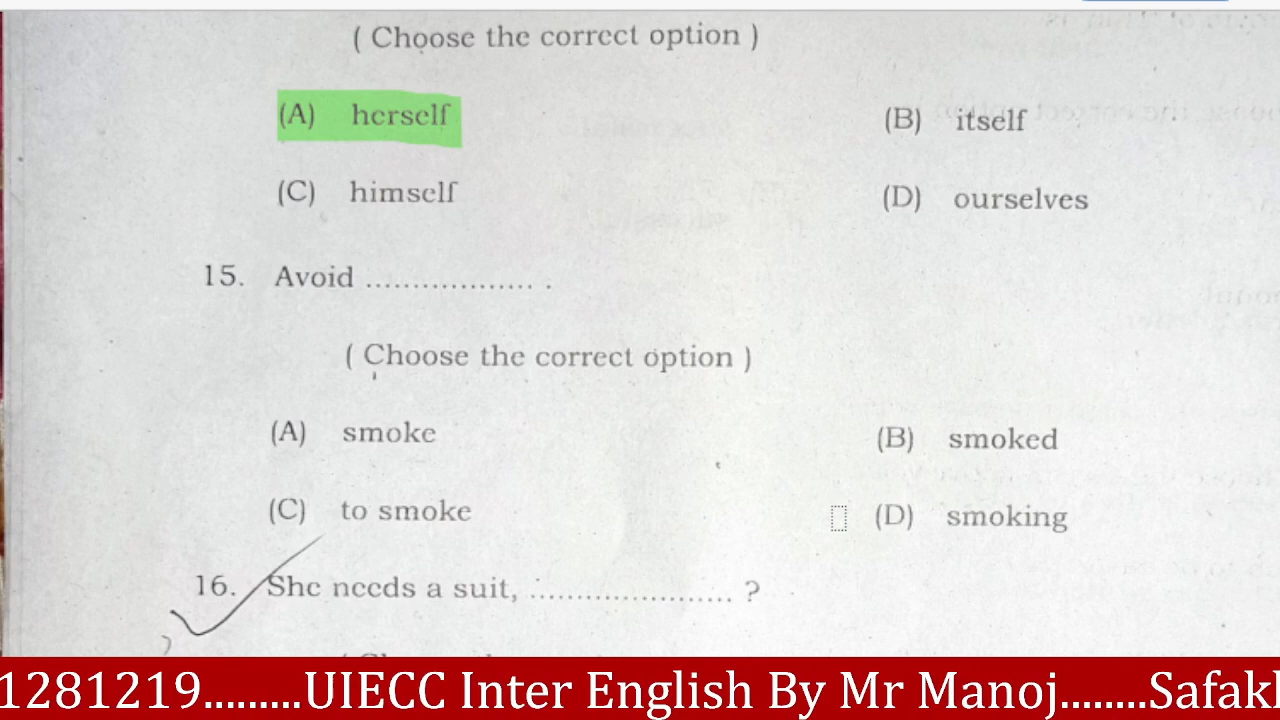 ( Choose the correct option )
(A) herself (B) itself
(C) himself (D) ourselves
15. Avoid .................. .
( Choose the correct option )
(A) smoke (B) smoked
(C) to smoke (D) smoking
16. She needs a suit, ...................... ?
1281219.........UIECC Inter English By Mr Manoj........Safak